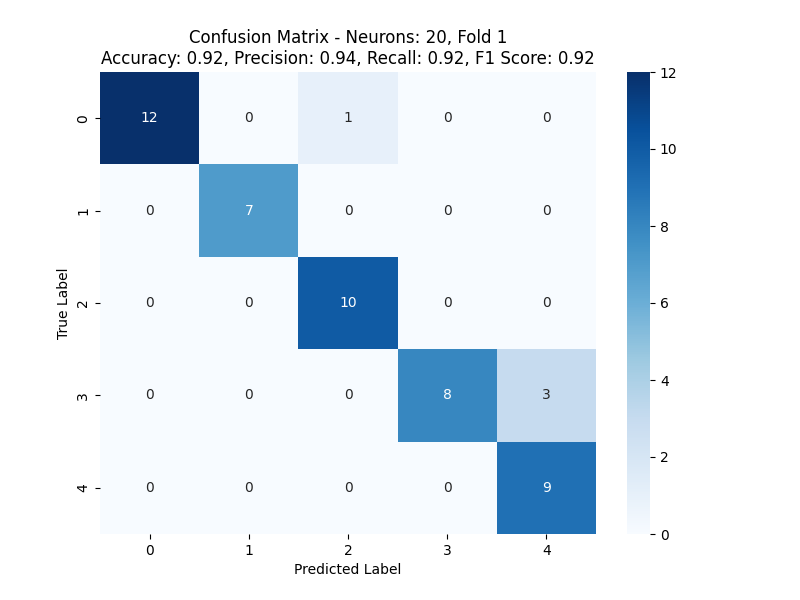 Confusion Matrix - Neurons: 20, Fold 1
Accuracy: 0.92, Precision: 0.94, Recall: 0.92, F1 Score: 0.92
True Label
0 12 0 1 0 0
1 0 7 0 0 0
2 0 0 10 0 0
3 0 0 0 8 3
4 0 0 0 0 9
0 1 2 3 4
Predicted Label
12
10
8
6
4
2
0